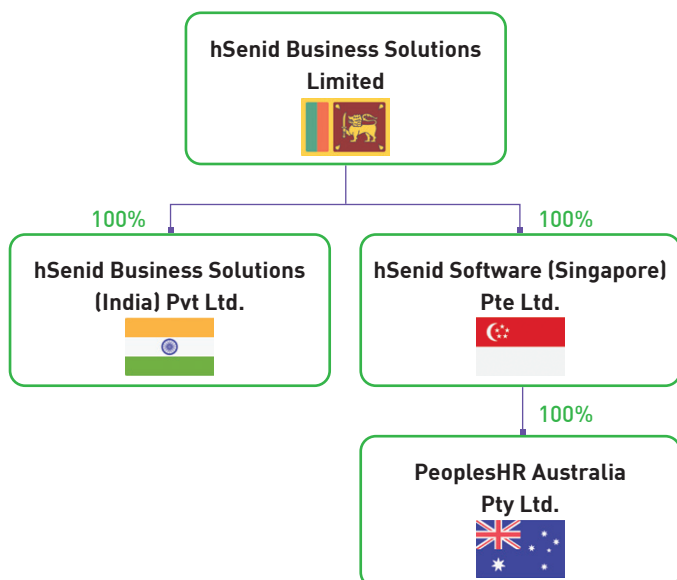 hSenid Business Solutions
Limited
100%
100%
hSenid Business Solutions
(India) Pvt Ltd.
hSenid Software (Singapore)
Pte Ltd.
100%
PeoplesHR Australia
Pty Ltd.